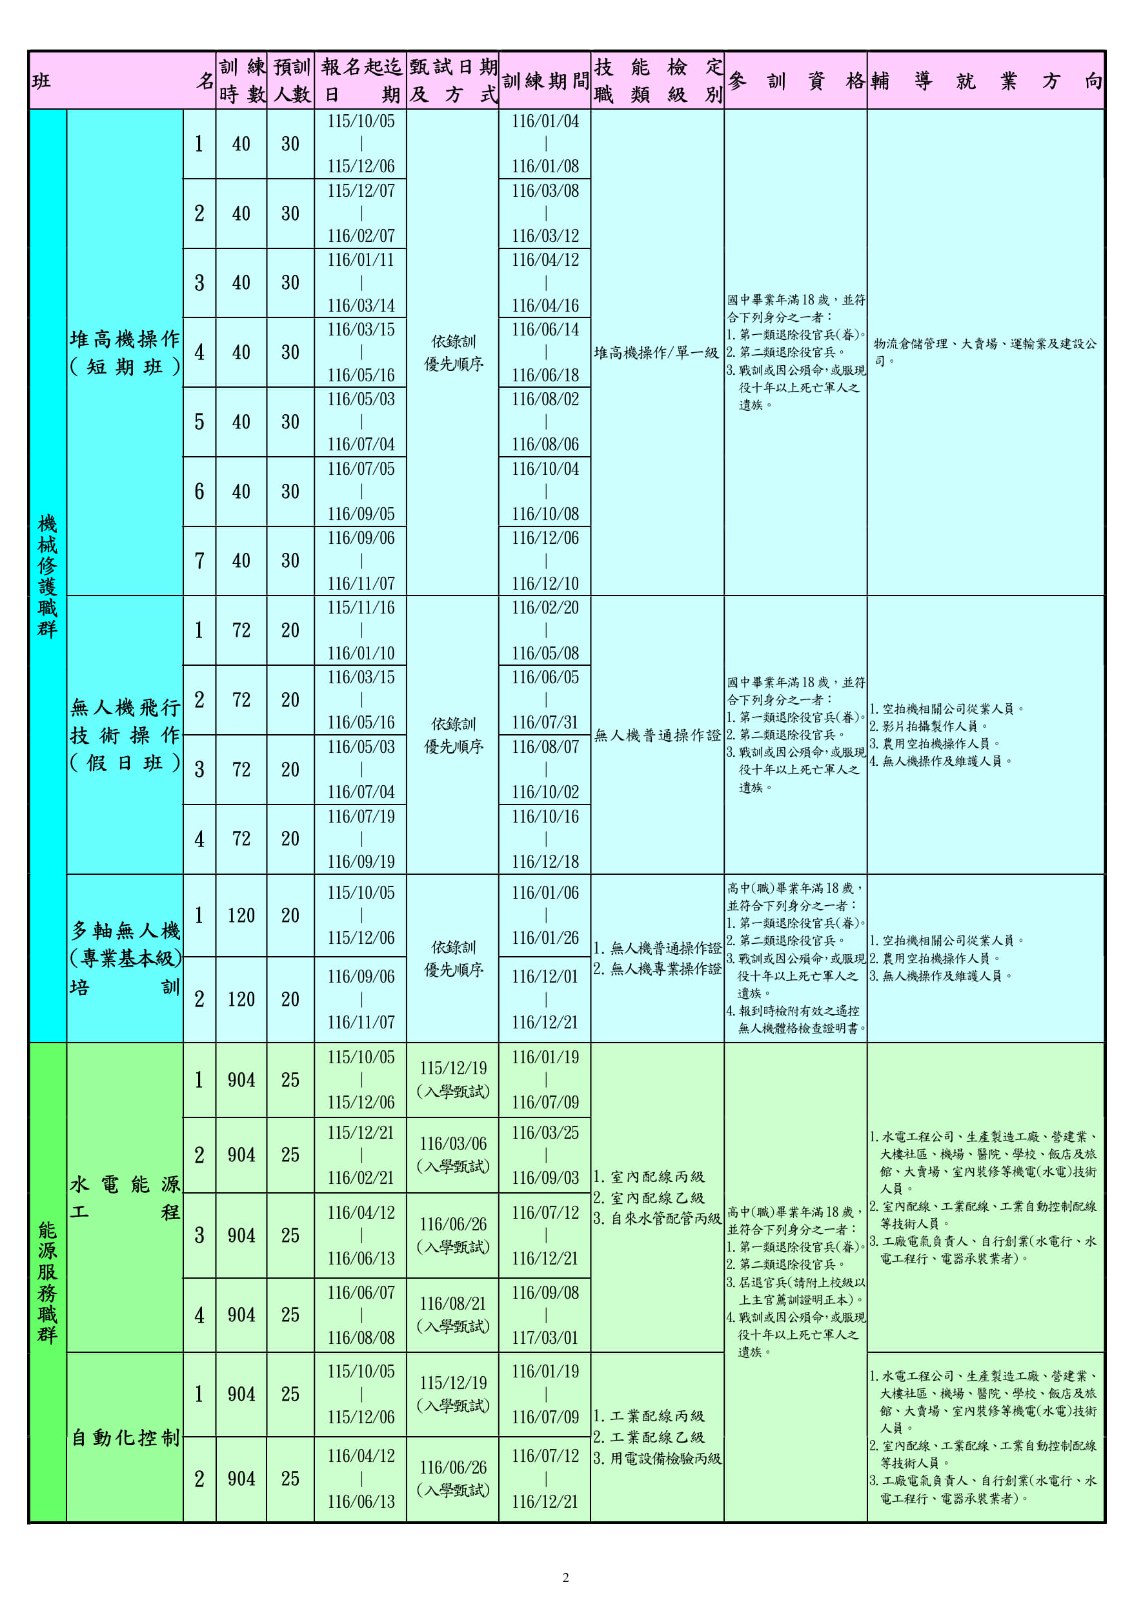 班 名 訓練時數 預訓人數 報名起迄日期 甄試日期及方式 訓練期間 技能檢定職類級別 參訓資格 輔導就業方向
機械修護職群
堆高機操作
(短期班)
1 40 30 115/10/05 | 115/12/06 116/01/04 | 116/01/08
2 40 30 115/12/07 | 116/02/07 116/03/08 | 116/03/12
3 40 30 116/01/11 | 116/03/14 116/04/12 | 116/04/16
4 40 30 116/03/15 | 116/05/16 116/06/14 | 116/06/18
5 40 30 116/05/03 | 116/07/04 116/08/02 | 116/08/06
6 40 30 116/07/05 | 116/09/05 116/10/04 | 116/10/08
7 40 30 116/09/06 | 116/11/07 116/12/06 | 116/12/10
依錄訓
優先順序
堆高機操作/單一級
國中畢業年滿18歲，並符
合下列身分之一者：
1.第一類退除役官兵(眷)。
2.第二類退除役官兵。
3.戰訓或因公殞命，或服現
役十年以上死亡軍人之
遺族。
物流倉儲管理、大賣場、運輸業及建設公
司。
無人機飛行
技術操作
(假日班)
1 72 20 115/11/16 | 116/01/10 116/02/20 | 116/05/08
2 72 20 116/03/15 | 116/05/16 116/06/05 | 116/07/31
3 72 20 116/05/03 | 116/07/04 116/08/07 | 116/10/02
4 72 20 116/07/19 | 116/09/19 116/10/16 | 116/12/18
依錄訓
優先順序
無人機普通操作證
國中畢業年滿18歲，並符
合下列身分之一者：
1.第一類退除役官兵(眷)。
2.第二類退除役官兵。
3.戰訓或因公殞命，或服現
役十年以上死亡軍人之
遺族。
1.空拍機相關公司從業人員。
2.影片拍攝製作人員。
3.農用空拍機操作人員。
4.無人機操作及維護人員。
多軸無人機
(專業基本級)
培訓
1 120 20 115/10/05 | 115/12/06 116/01/06 | 116/01/26
2 120 20 116/09/06 | 116/11/07 116/12/01 | 116/12/21
依錄訓
優先順序
1.無人機普通操作證
2.無人機專業操作證
高中(職)畢業年滿18歲，
並符合下列身分之一者：
1.第一類退除役官兵(眷)。
2.第二類退除役官兵。
3.戰訓或因公殞命，或服現
役十年以上死亡軍人之
遺族。
4.報到時檢附有效之遙控
無人機體格檢查證明書。
1.空拍機相關公司從業人員。
2.農用空拍機操作人員。
3.無人機操作及維護人員。
能源服務職群
水電能源
工程
1 904 25 115/10/05 | 115/12/06 115/12/19 (入學甄試) 116/01/19 | 116/07/09
2 904 25 115/12/21 | 116/02/21 116/03/06 (入學甄試) 116/03/25 | 116/09/03
3 904 25 116/04/12 | 116/06/13 116/06/26 (入學甄試) 116/07/12 | 116/12/21
4 904 25 116/06/07 | 116/08/08 116/08/21 (入學甄試) 116/09/08 | 117/03/01
1.室內配線丙級
2.室內配線乙級
3.自來水管配管丙級
高中(職)畢業年滿18歲，
並符合下列身分之一者：
1.第一類退除役官兵(眷)。
2.第二類退除役官兵。
3.屆退官兵(請附上校級以
上主官薦訓證明正本)。
4.戰訓或因公殞命，或服現
役十年以上死亡軍人之
遺族。
1.水電工程公司、生產製造工廠、營建業、
大樓社區、機場、醫院、學校、飯店及旅
館、大賣場、室內裝修等機電(水電)技術
人員。
2.室內配線、工業配線、工業自動控制配線
等技術人員。
3.工廠電氣負責人、自行創業(水電行、水
電工程行、電器承裝業者)。
自動化控制
1 904 25 115/10/05 | 115/12/06 115/12/19 (入學甄試) 116/01/19 | 116/07/09
2 904 25 116/04/12 | 116/06/13 116/06/26 (入學甄試) 116/07/12 | 116/12/21
1.工業配線丙級
2.工業配線乙級
3.用電設備檢驗丙級
1.水電工程公司、生產製造工廠、營建業、
大樓社區、機場、醫院、學校、飯店及旅
館、大賣場、室內裝修等機電(水電)技術
人員。
2.室內配線、工業配線、工業自動控制配線
等技術人員。
3.工廠電氣負責人、自行創業(水電行、水
電工程行、電器承裝業者)。
2